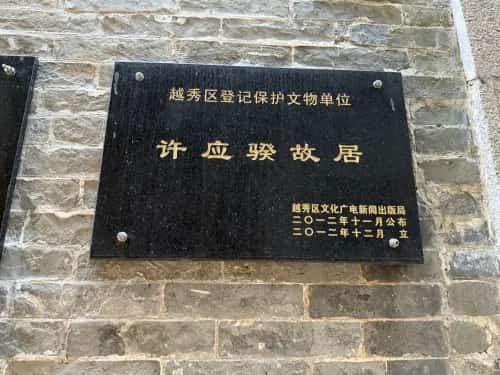 越秀区登记保护文物单位
许应骙故居
越秀区文化广电新闻出版局
二〇一二年十一月公布
二〇一二年十二月 立